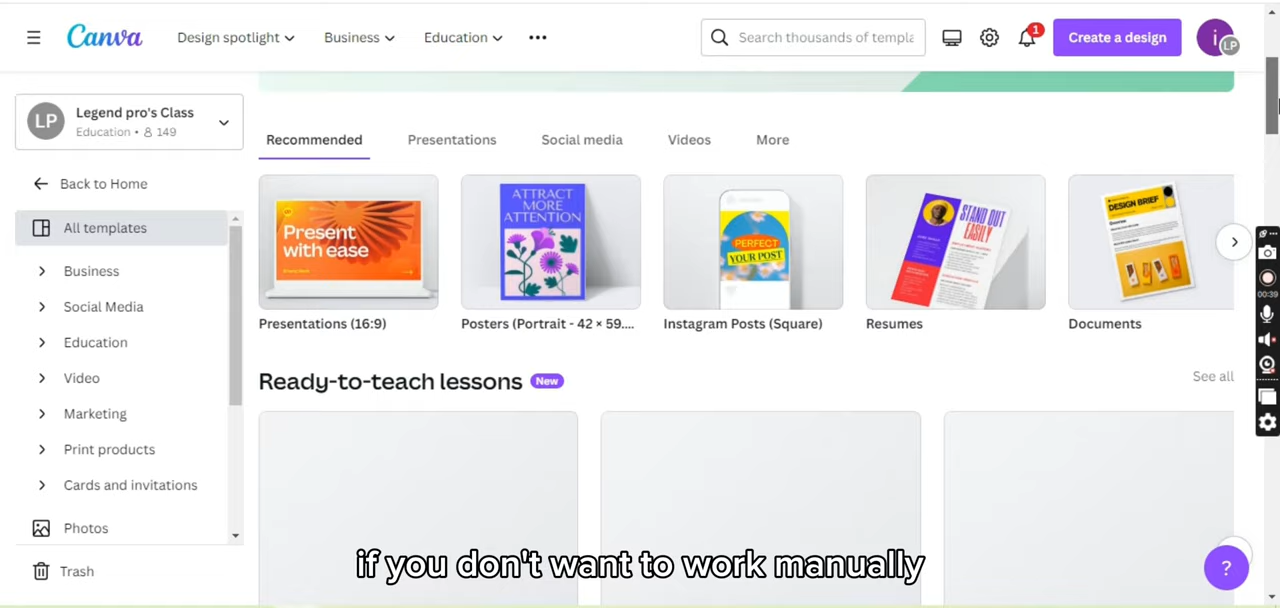 Canva
Design spotlight
Business
Education
Search thousands of templa
1
Create a design
i
LP
LP
Legend pro's Class
Education • 149
Back to Home
All templates
Business
Social Media
Education
Video
Marketing
Print products
Cards and invitations
Photos
Trash
Recommended
Presentations
Social media
Videos
More
Present
with ease
ATTRACT
MORE
ATTENTION
PERFECT
YOUR POST
STAND OUT
EASILY
DESIGN BRIEF
Presentations (16:9)
Posters (Portrait - 42 × 59....
Instagram Posts (Square)
Resumes
Documents
Ready-to-teach lessons
New
See all
00:39
?
if you don't want to work manually